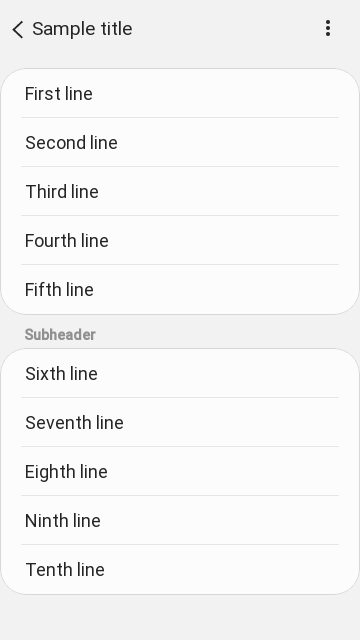 Sample title
First line
Second line
Third line
Fourth line
Fifth line
Subheader
Sixth line
Seventh line
Eighth line
Ninth line
Tenth line